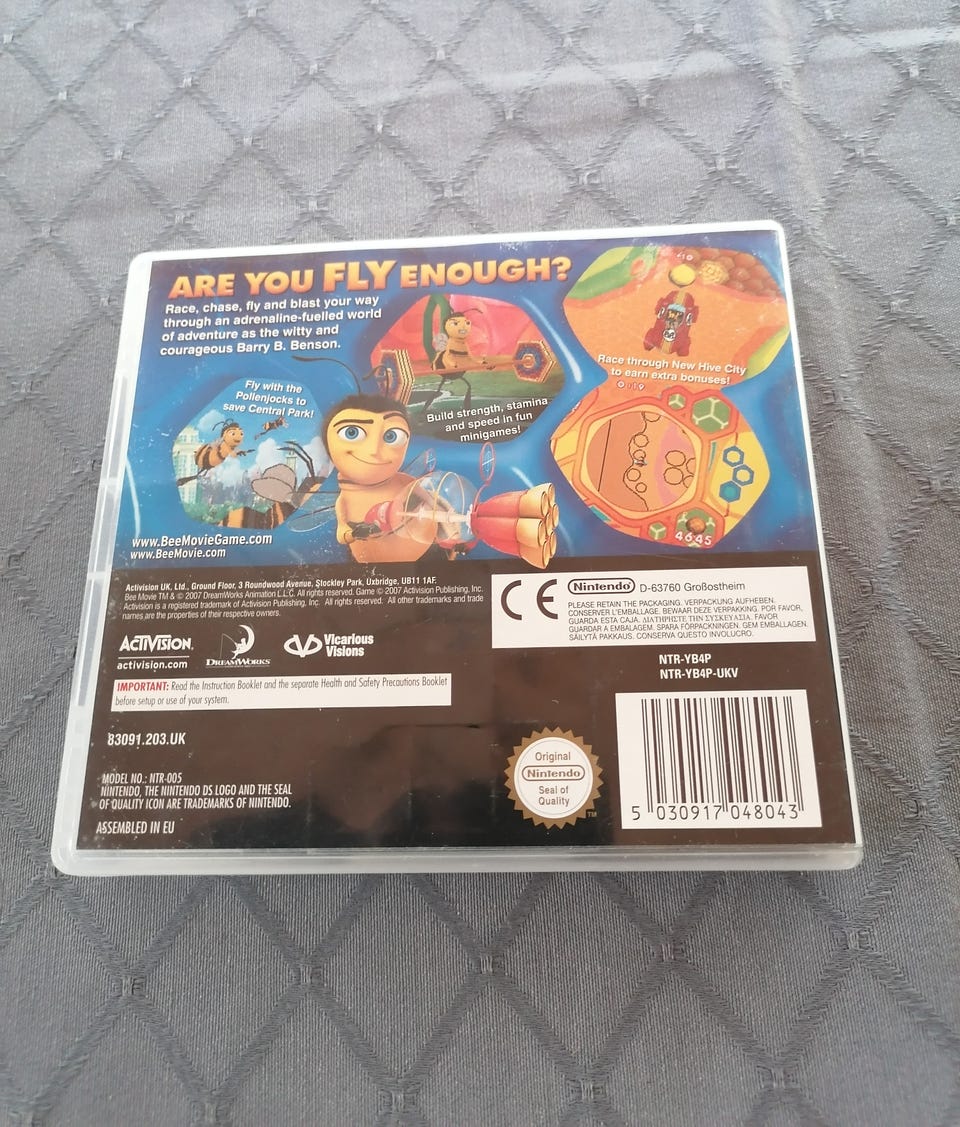 ARE YOU FLY ENOUGH?
Race, chase, fly and blast your way
through an adrenaline-fuelled world
of adventure as the witty and
courageous Barry B. Benson.
Fly with the
Pollenjocks to
save Central Park!
Build strength, stamina
and speed in fun
minigames!
Race through New Hive City
to earn extra bonuses!
0:19
4645
www.BeeMovieGame.com
www.BeeMovie.com
Activision UK, Ltd., Ground Floor, 3 Roundwood Avenue, Stockley Park, Uxbridge, UB11 1AF.
Bee Movie TM & © 2007 DreamWorks Animation L.L.C. All rights reserved. Game © 2007 Activision Publishing, Inc.
Activision is a registered trademark of Activision Publishing, Inc. All rights reserved. All other trademarks and trade
names are the properties of their respective owners.
ACTIVISION.
activision.com
DREAMWORKS
Vicarious
Visions
IMPORTANT: Read the Instruction Booklet and the separate Health and Safety Precautions Booklet
before setup or use of your system.
83091.203.UK
MODEL NO.: NTR-005
NINTENDO, THE NINTENDO DS LOGO AND THE SEAL
OF QUALITY ICON ARE TRADEMARKS OF NINTENDO.
ASSEMBLED IN EU
CE
Nintendo D-63760 Großostheim
PLEASE RETAIN THE PACKAGING. VERPACKUNG AUFHEBEN.
CONSERVER L'EMBALLAGE. BEWAAR DEZE VERPAKKING. POR FAVOR,
GUARDA ESTA CAJA. ΔΙΑΤΗΡΗΣΤΕ ΤΗΝ ΣΥΣΚΕΥΑΣΙΑ. FAVOR
GUARDAR A EMBALAGEM. SPARA FÖRPACKNINGEN. GEM EMBALLAGEN.
SÄILYTÄ PAKKAUS. CONSERVA QUESTO INVOLUCRO.
NTR-YB4P
NTR-YB4P-UKV
Original
Nintendo
Seal of
Quality
TM
5 030917 048043